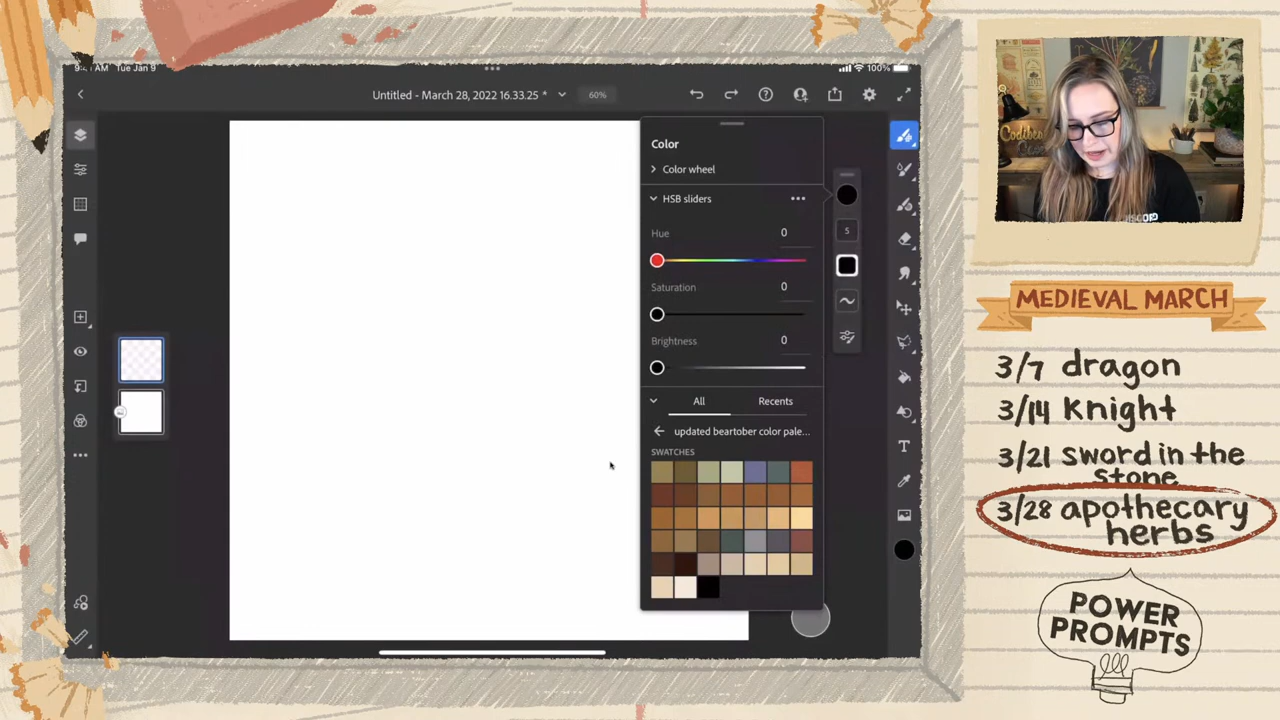 AM Tue Jan 9
100%
Untitled - March 28, 2022 16.33.25 *
60%
Color
Color wheel
HSB sliders
Hue
0
Saturation
0
Brightness
0
All
Recents
updated beartober color pale...
SWATCHES
5
T
MEDIEVAL MARCH
3/7 dragon
3/14 Knight
3/21 sword in the
stone
3/28 apothecary
herbs
POWER
PROMPTS